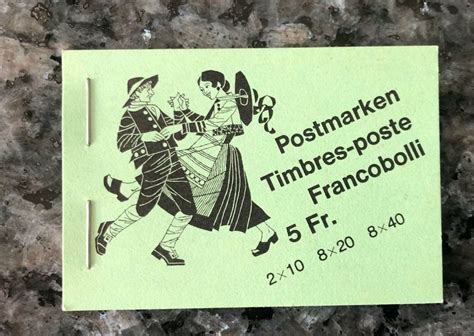 Postmarken
Timbres-poste
Francobolli
5 Fr.
2×10 8×20 8×40